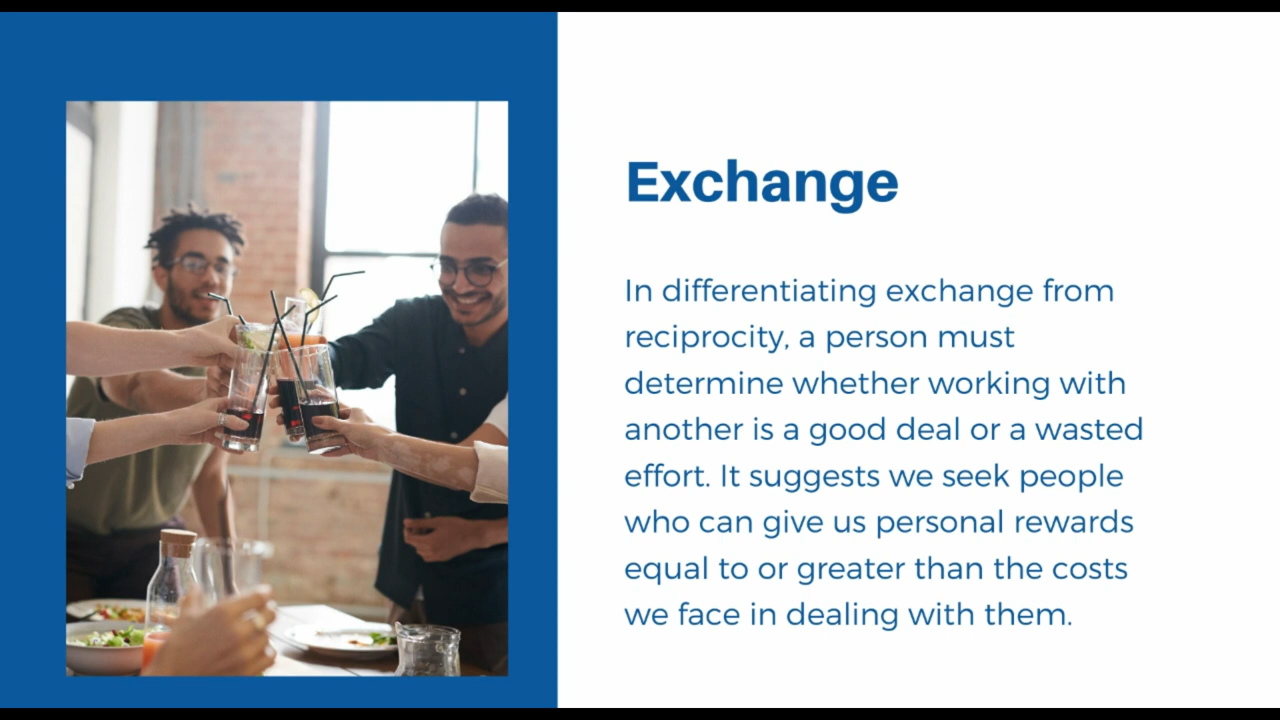 Exchange
In differentiating exchange from
reciprocity, a person must
determine whether working with
another is a good deal or a wasted
effort. It suggests we seek people
who can give us personal rewards
equal to or greater than the costs
we face in dealing with them.